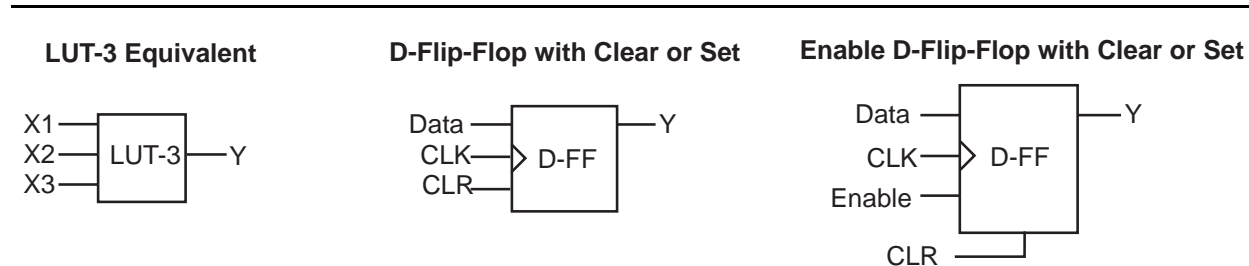 LUT-3 Equivalent
X1
X2
X3
LUT-3
Y
D-Flip-Flop with Clear or Set
Data
CLK
CLR
D-FF
Y
Enable D-Flip-Flop with Clear or Set
Data
CLK
Enable
CLR
D-FF
Y